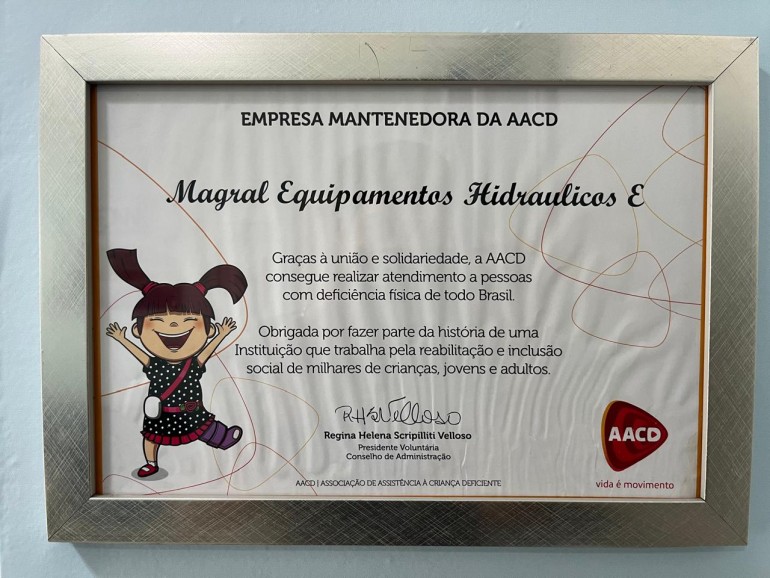 EMPRESA MANTENEDORA DA AACD
Magral Equipamentos Hidraulicos E
Graças à união e solidariedade, a AACD
consegue realizar atendimento a pessoas
com deficiência física de todo Brasil.
Obrigada por fazer parte da história de uma
Instituição que trabalha pela reabilitação e inclusão
social de milhares de crianças, jovens e adultos.
RHSVelloso
Regina Helena Scripilliti Velloso
Presidente Voluntária
Conselho de Administração
AACD
vida é movimento
AACD | ASSOCIAÇÃO DE ASSISTÊNCIA À CRIANÇA DEFICIENTE